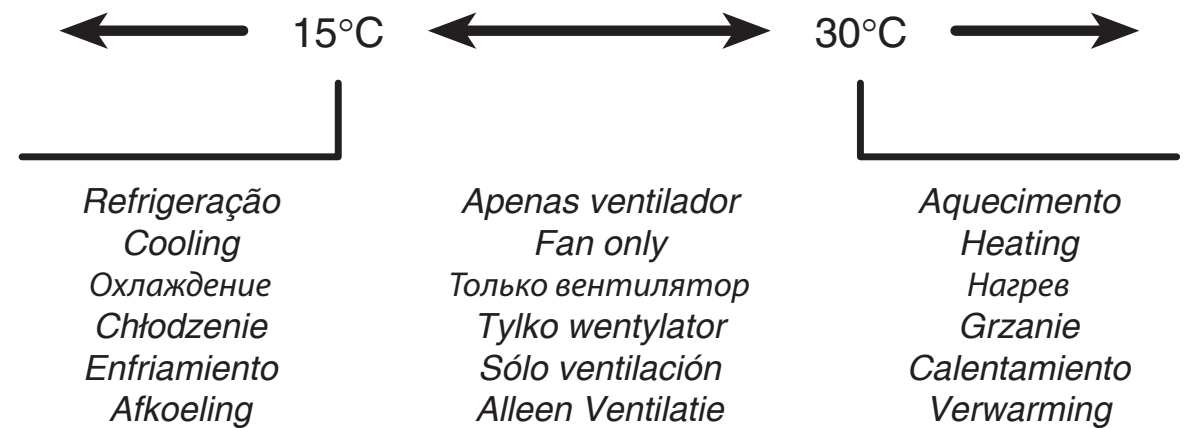 15°C 30°C
Refrigeração Apenas ventilador Aquecimento
Cooling Fan only Heating
Охлаждение Только вентилятор Нагрев
Chłodzenie Tylko wentylator Grzanie
Enfriamiento Sólo ventilación Calentamiento
Afkoeling Alleen Ventilatie Verwarming